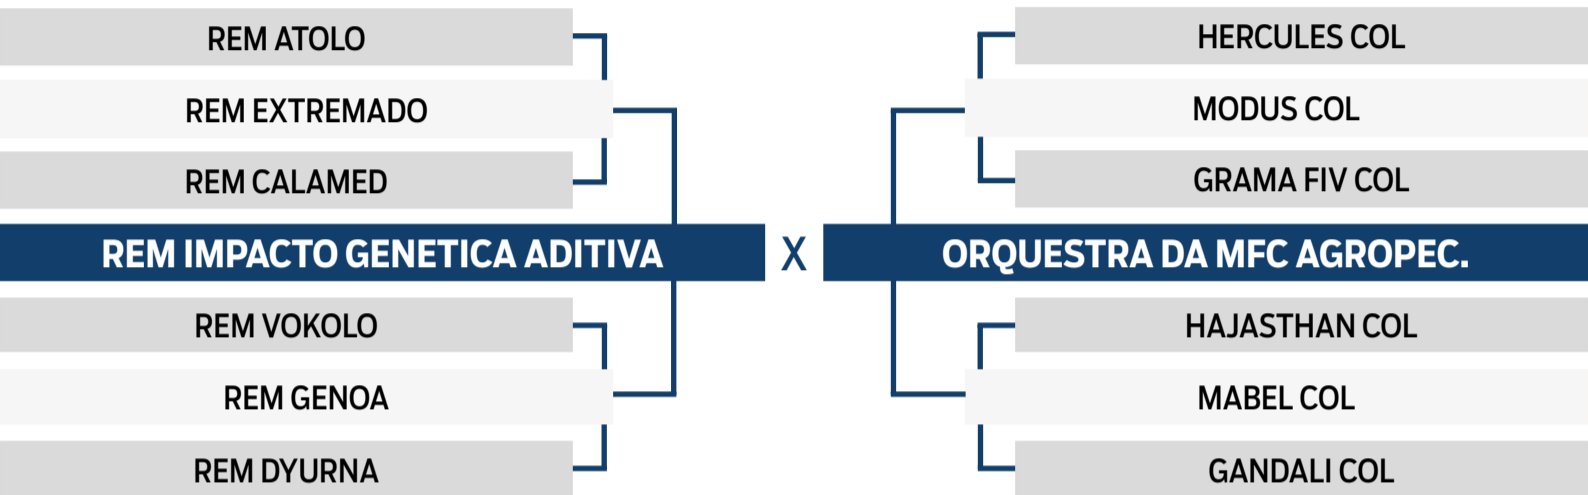 REM ATOLO
REM EXTREMADO
REM CALAMED
REM IMPACTO GENETICA ADITIVA
REM VOKOLO
REM GENOA
REM DYURNA
X
HERCULES COL
MODUS COL
GRAMA FIV COL
ORQUESTRA DA MFC AGROPEC.
HAJASTHAN COL
MABEL COL
GANDALI COL